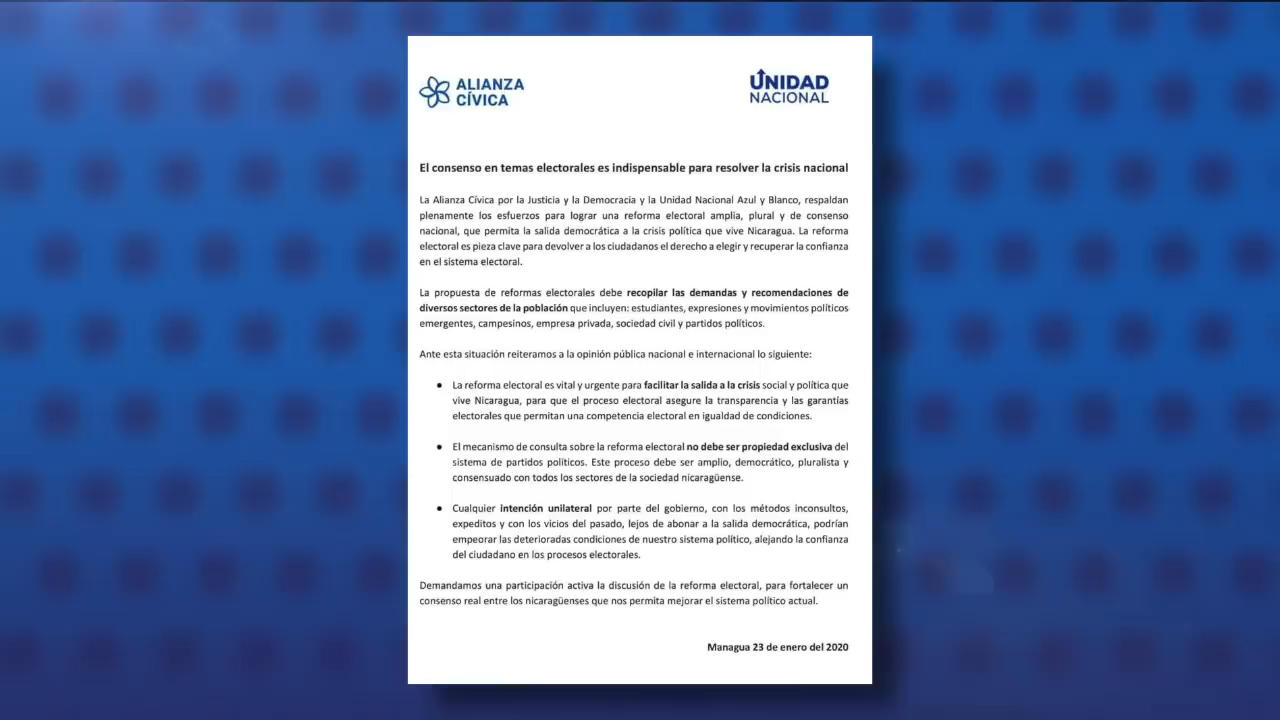 ALIANZA
CÍVICA
UNIDAD
NACIONAL
El consenso en temas electorales es indispensable para resolver la crisis nacional
La Alianza Cívica por la Justicia y la Democracia y la Unidad Nacional Azul y Blanco, respaldan
plenamente los esfuerzos para lograr una reforma electoral amplia, plural y de consenso
nacional, que permita la salida democrática a la crisis política que vive Nicaragua. La reforma
electoral es pieza clave para devolver a los ciudadanos el derecho a elegir y recuperar la confianza
en el sistema electoral.
La propuesta de reformas electorales debe recopilar las demandas y recomendaciones de
diversos sectores de la población que incluyen: estudiantes, expresiones y movimientos políticos
emergentes, campesinos, empresa privada, sociedad civil y partidos políticos.
Ante esta situación reiteramos a la opinión pública nacional e internacional lo siguiente:
● La reforma electoral es vital y urgente para facilitar la salida a la crisis social y política que
vive Nicaragua, para que el proceso electoral asegure la transparencia y las garantías
electorales que permitan una competencia electoral en igualdad de condiciones.
● El mecanismo de consulta sobre la reforma electoral no debe ser propiedad exclusiva del
sistema de partidos políticos. Este proceso debe ser amplio, democrático, pluralista y
consensuado con todos los sectores de la sociedad nicaragüense.
● Cualquier intención unilateral por parte del gobierno, con los métodos inconsultos,
expeditos y con los vicios del pasado, lejos de abonar a la salida democrática, podrían
empeorar las deterioradas condiciones de nuestro sistema político, alejando la confianza
del ciudadano en los procesos electorales.
Demandamos una participación activa la discusión de la reforma electoral, para fortalecer un
consenso real entre los nicaragüenses que nos permita mejorar el sistema político actual.
Managua 23 de enero del 2020